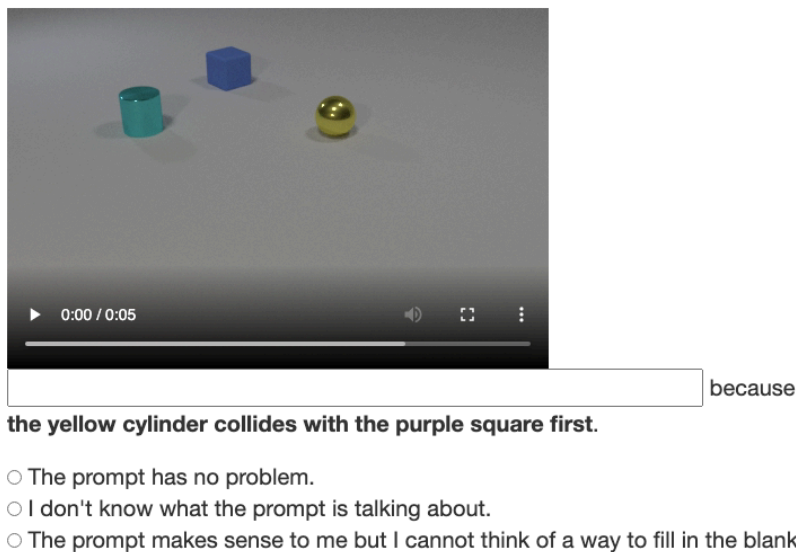 0:00 / 0:05
because
the yellow cylinder collides with the purple square first.
The prompt has no problem.
I don't know what the prompt is talking about.
The prompt makes sense to me but I cannot think of a way to fill in the blank